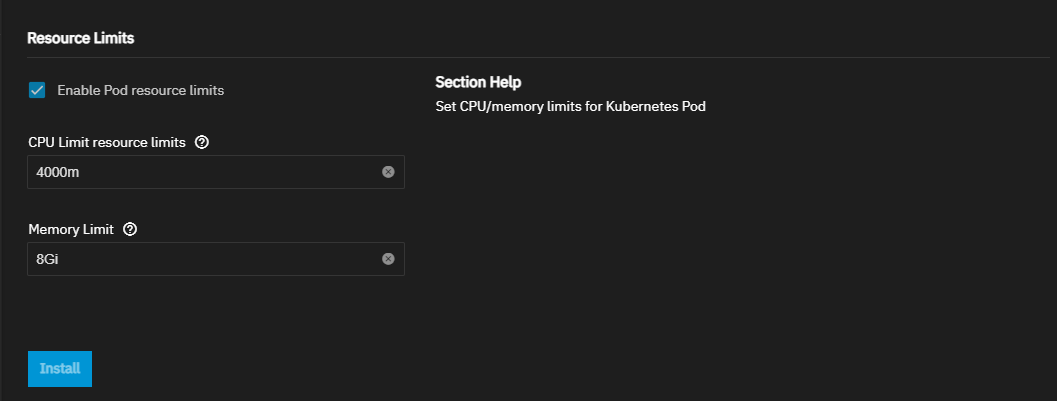 Resource Limits
Enable Pod resource limits
Section Help
Set CPU/memory limits for Kubernetes Pod
CPU Limit resource limits
4000m
Memory Limit
8Gi
Install